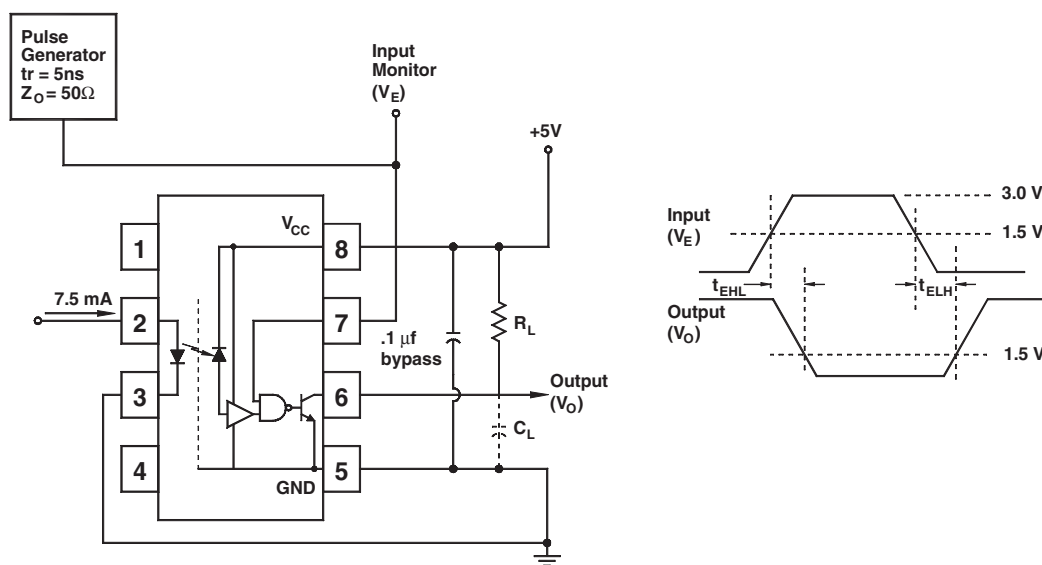 Pulse
Generator
tr = 5ns
ZO = 50Ω
Input
Monitor
(VE)
+5V
VCC
1
8
7.5 mA
2
7
.1 μf
bypass
RL
3
6
Output
(VO)
CL
4
5
GND
3.0 V
Input
(VE)
1.5 V
tEHL
tELH
Output
(VO)
1.5 V